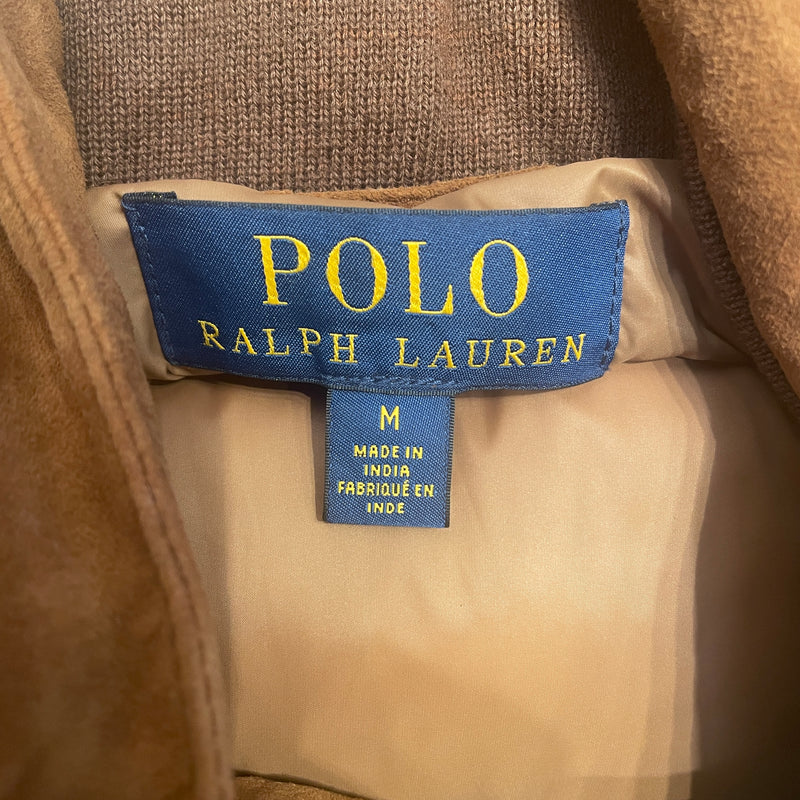 POLO
RALPH LAUREN
M
MADE IN
INDIA
FABRIQUÉ EN
INDE